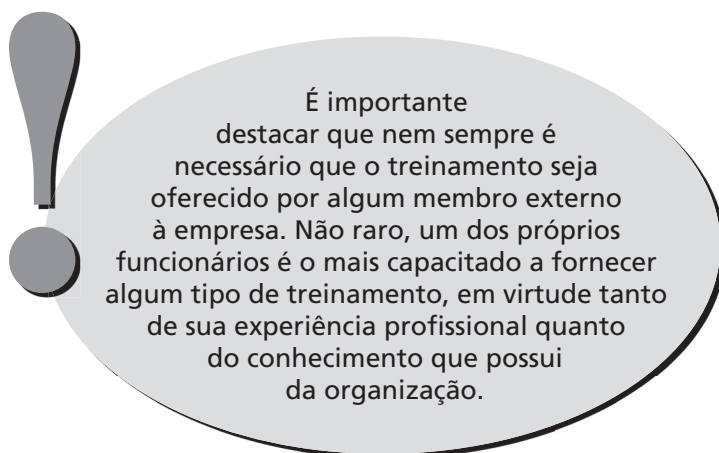 É importante
destacar que nem sempre é
necessário que o treinamento seja
oferecido por algum membro externo
à empresa. Não raro, um dos próprios
funcionários é o mais capacitado a fornecer
algum tipo de treinamento, em virtude tanto
de sua experiência profissional quanto
do conhecimento que possui
da organização.